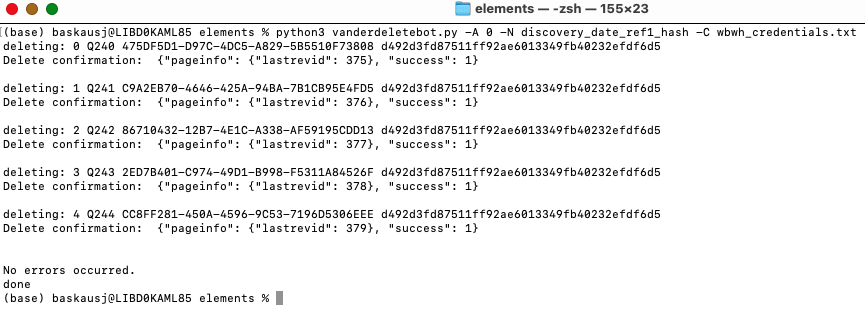 elements — -zsh — 155×23
(base) baskausj@LIBD0KAML85 elements % python3 vanderdeletebot.py -A 0 -N discovery_date_ref1_hash -C wbwh_credentials.txt
deleting: 0 Q240 475DF5D1-D97C-4DC5-A829-5B5510F73808 d492d3fd87511ff92ae6013349fb40232efdf6d5
Delete confirmation:  {"pageinfo": {"lastrevid": 375}, "success": 1}
deleting: 1 Q241 C9A2EB70-4646-425A-94BA-7B1CB95E4FD5 d492d3fd87511ff92ae6013349fb40232efdf6d5
Delete confirmation:  {"pageinfo": {"lastrevid": 376}, "success": 1}
deleting: 2 Q242 86710432-12B7-4E1C-A338-AF59195CDD13 d492d3fd87511ff92ae6013349fb40232efdf6d5
Delete confirmation:  {"pageinfo": {"lastrevid": 377}, "success": 1}
deleting: 3 Q243 2ED7B401-C974-49D1-B998-F5311A84526F d492d3fd87511ff92ae6013349fb40232efdf6d5
Delete confirmation:  {"pageinfo": {"lastrevid": 378}, "success": 1}
deleting: 4 Q244 CC8FF281-450A-4596-9C53-7196D5306EEE d492d3fd87511ff92ae6013349fb40232efdf6d5
Delete confirmation:  {"pageinfo": {"lastrevid": 379}, "success": 1}
No errors occurred.
done
(base) baskausj@LIBD0KAML85 elements %